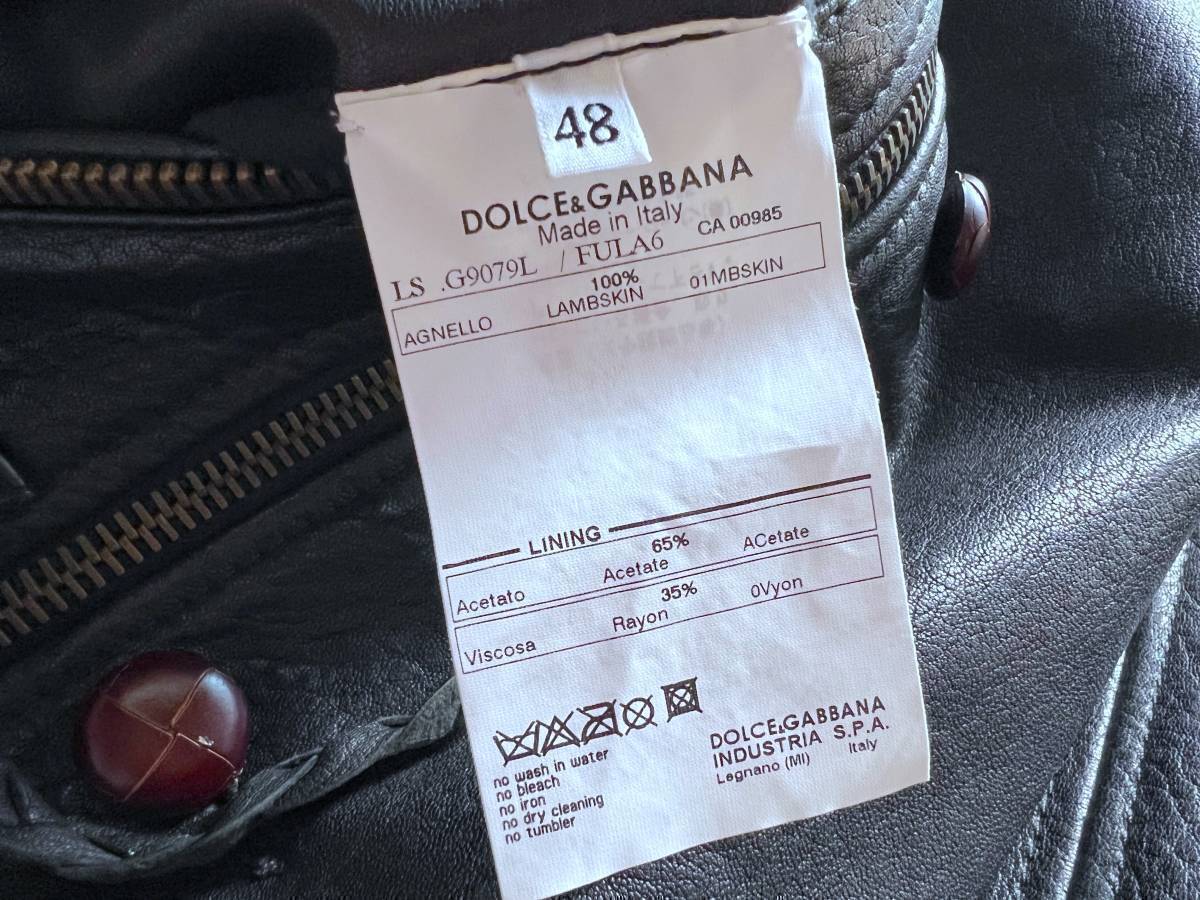 48
DOLCE&GABBANA
Made in Italy
LS .G9079L / FULA6 CA 00985
100%
AGNELLO LAMBSKIN 01MBSKIN
LINING
65%
Acetato Acetate ACetate
35%
Viscosa Rayon 0Vyon
no wash in water
no bleach
no iron
no dry cleaning
no tumbler
DOLCE&GABBANA
INDUSTRIA S.P.A.
Legnano (MI) Italy